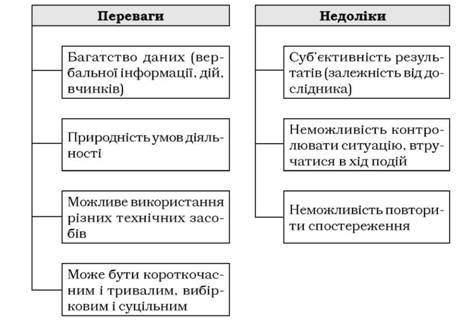 Переваги
Багатство даних (вер-
бальної інформації, дій,
вчинків)
Природність умов діяль-
ності
Можливе використання
різних технічних засо-
бів
Може бути короткочас-
ним і тривалим, вибір-
ковим і суцільним
Недоліки
Суб’єктивність резуль-
татів (залежність від до-
слідника)
Неможливість контро-
лювати ситуацію, втру-
чатися в хід подій
Неможливість повтори-
ти спостереження